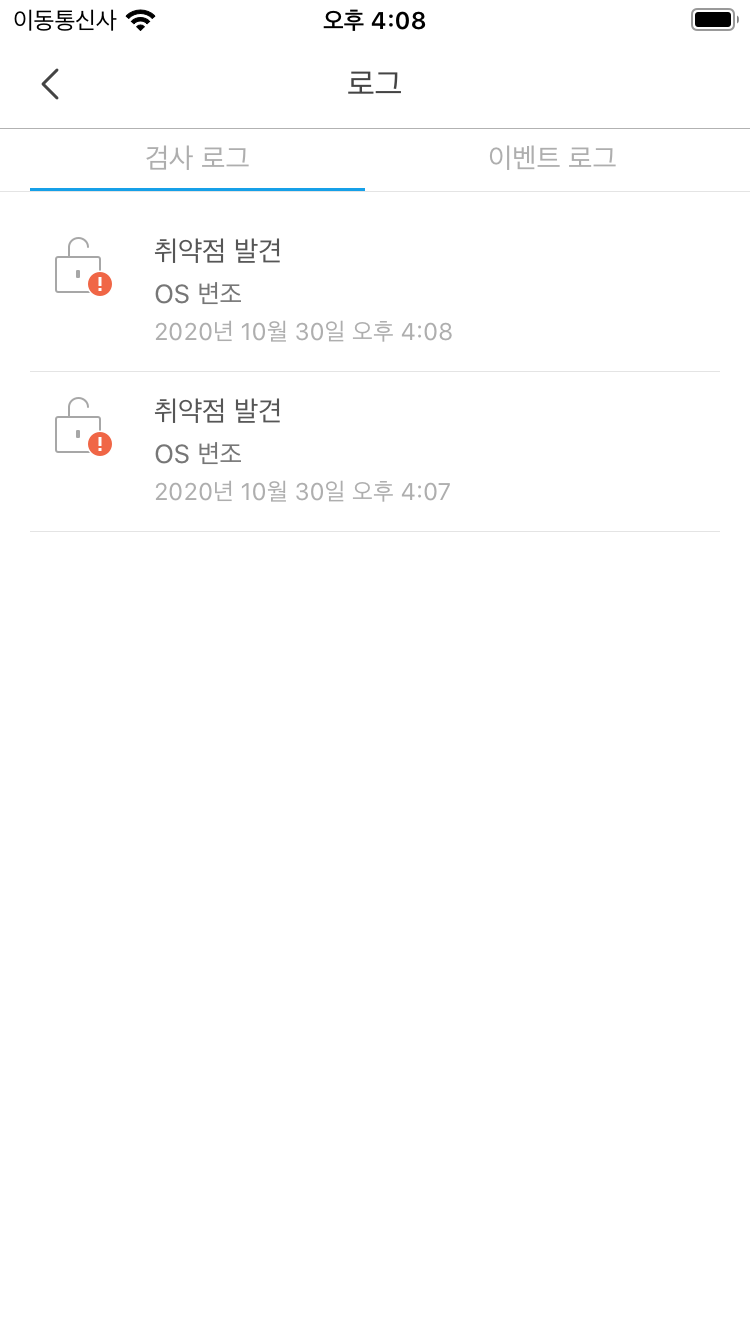 이동통신사 오후 4:08
로그
검사 로그 이벤트 로그
취약점 발견
OS 변조
2020년 10월 30일 오후 4:08
취약점 발견
OS 변조
2020년 10월 30일 오후 4:07